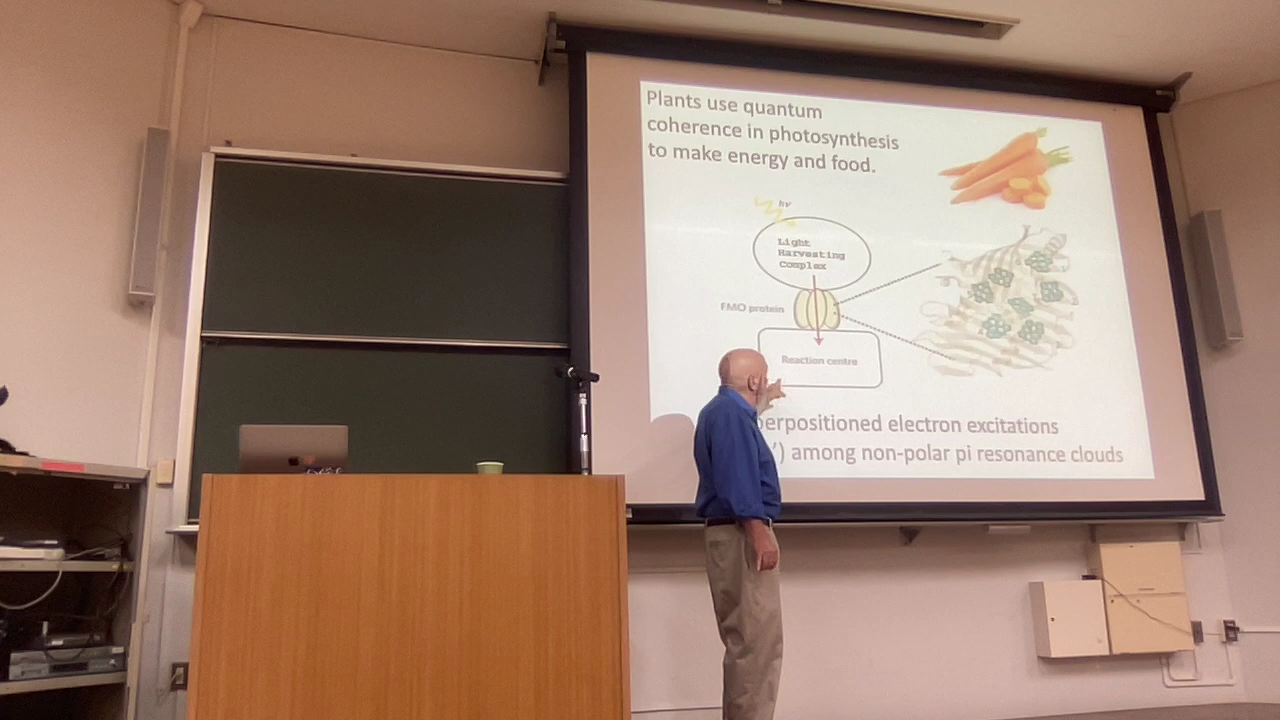 Plants use quantum
coherence in photosynthesis
to make energy and food.
hν
Light
Harvesting
Complex
FMO protein
Reaction centre
perpositioned electron excitations
’) among non-polar pi resonance clouds